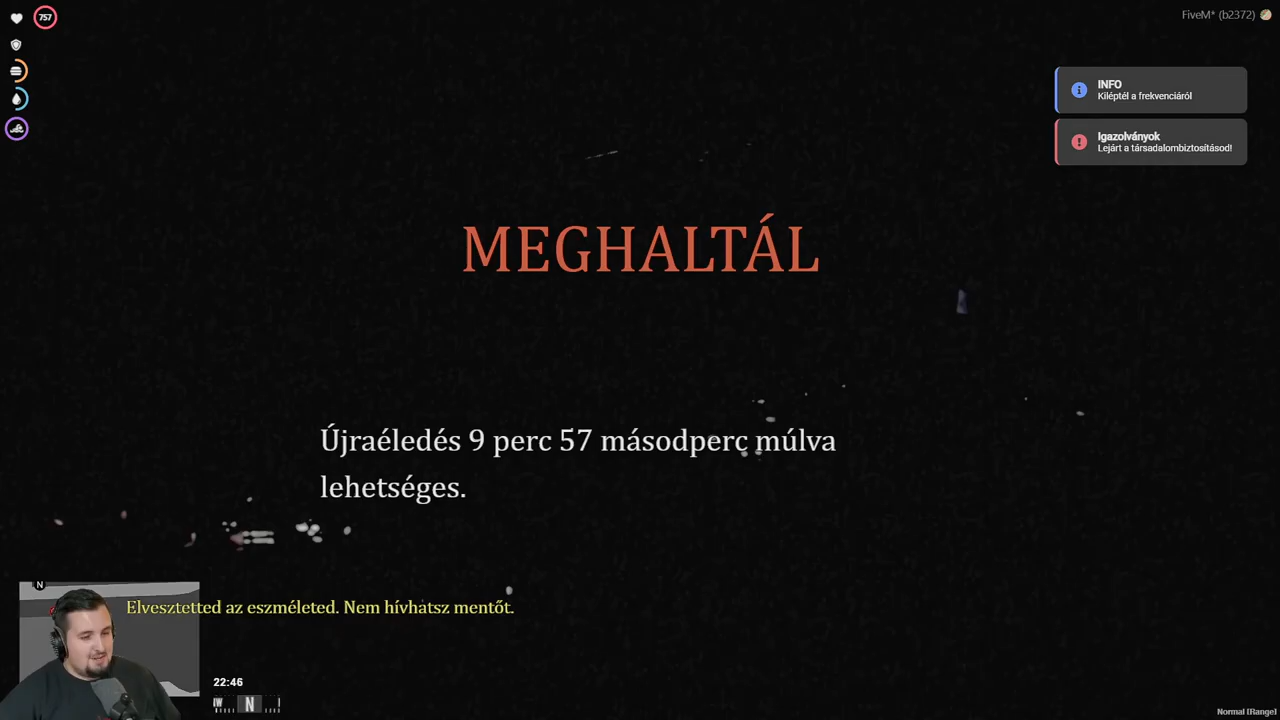 757
FiveM* (b2372)
INFO
Kiléptél a frekvenciáról
Igazolványok
Lejárt a társadalombiztosításod!
MEGHALTÁL
Újraéledés 9 perc 57 másodperc múlva
lehetséges.
N
Elvesztetted az eszméleted. Nem hívhatsz mentőt.
22:46
W N
Normal [Range]